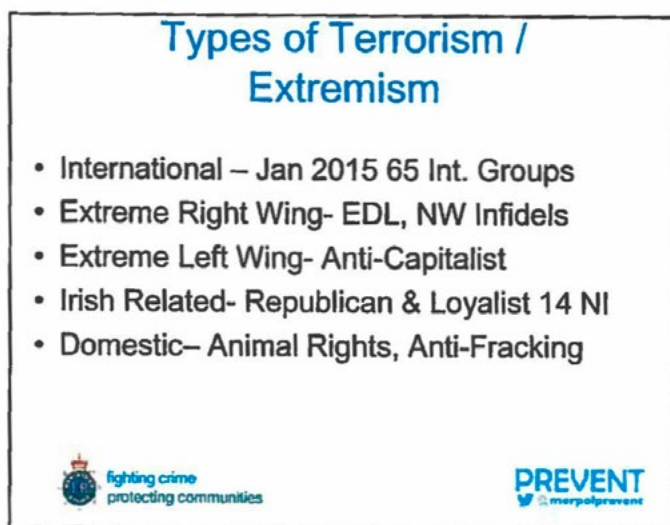 Types of Terrorism /
Extremism
• International – Jan 2015 65 Int. Groups
• Extreme Right Wing- EDL, NW Infidels
• Extreme Left Wing- Anti-Capitalist
• Irish Related- Republican & Loyalist 14 NI
• Domestic– Animal Rights, Anti-Fracking
fighting crime
protecting communities
PREVENT
@merpolprevent